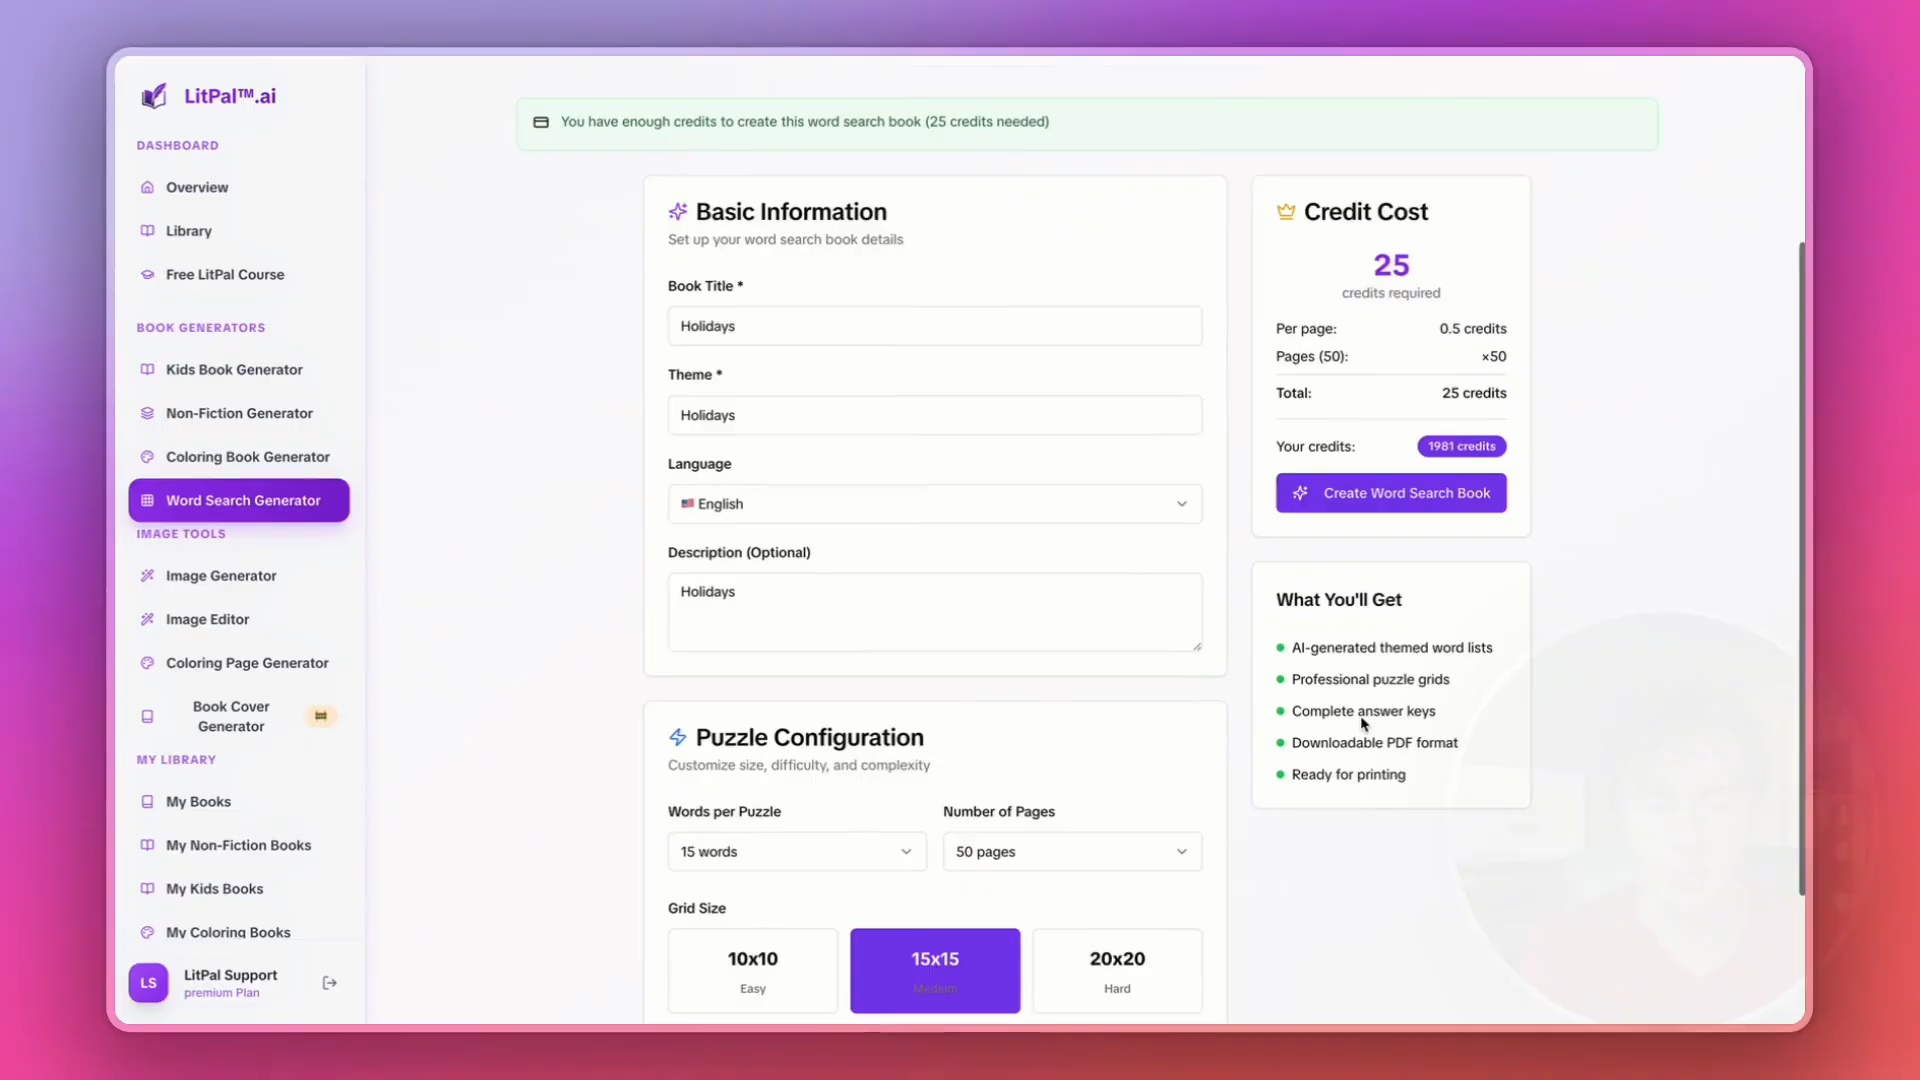 LitPal™.ai
DASHBOARD
Overview
Library
Free LitPal Course
BOOK GENERATORS
Kids Book Generator
Non-Fiction Generator
Coloring Book Generator
Word Search Generator
IMAGE TOOLS
Image Generator
Image Editor
Coloring Page Generator
Book Cover
Generator
MY LIBRARY
My Books
My Non-Fiction Books
My Kids Books
My Coloring Books
LS
LitPal Support
premium Plan
You have enough credits to create this word search book (25 credits needed)
Basic Information
Set up your word search book details
Book Title *
Holidays
Theme *
Holidays
Language
English
Description (Optional)
Holidays
Puzzle Configuration
Customize size, difficulty, and complexity
Words per Puzzle
15 words
Number of Pages
50 pages
Grid Size
10x10
Easy
15x15
Medium
20x20
Hard
Credit Cost
25
credits required
Per page: 0.5 credits
Pages (50): ×50
Total: 25 credits
Your credits: 1981 credits
Create Word Search Book
What You'll Get
AI-generated themed word lists
Professional puzzle grids
Complete answer keys
Downloadable PDF format
Ready for printing